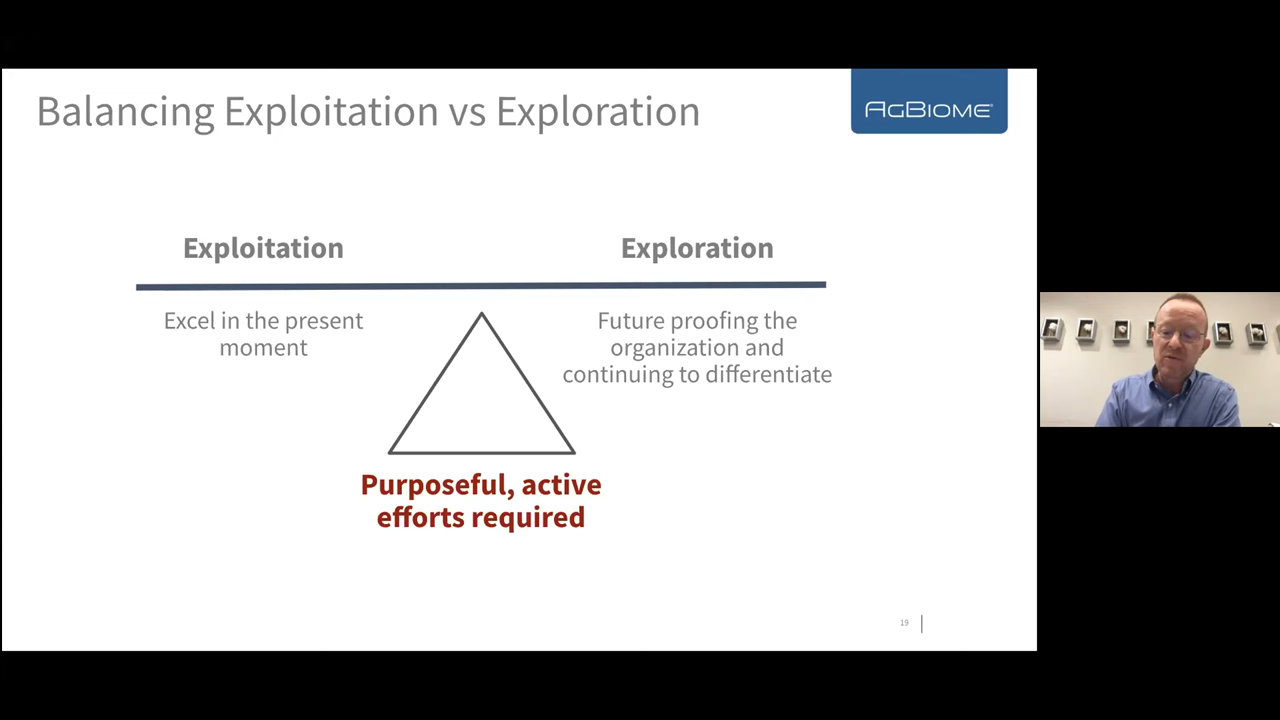 Balancing Exploitation vs Exploration
AGBIOME
Exploitation
Exploration
Excel in the present
moment
Future proofing the
organization and
continuing to differentiate
Purposeful, active
efforts required
19